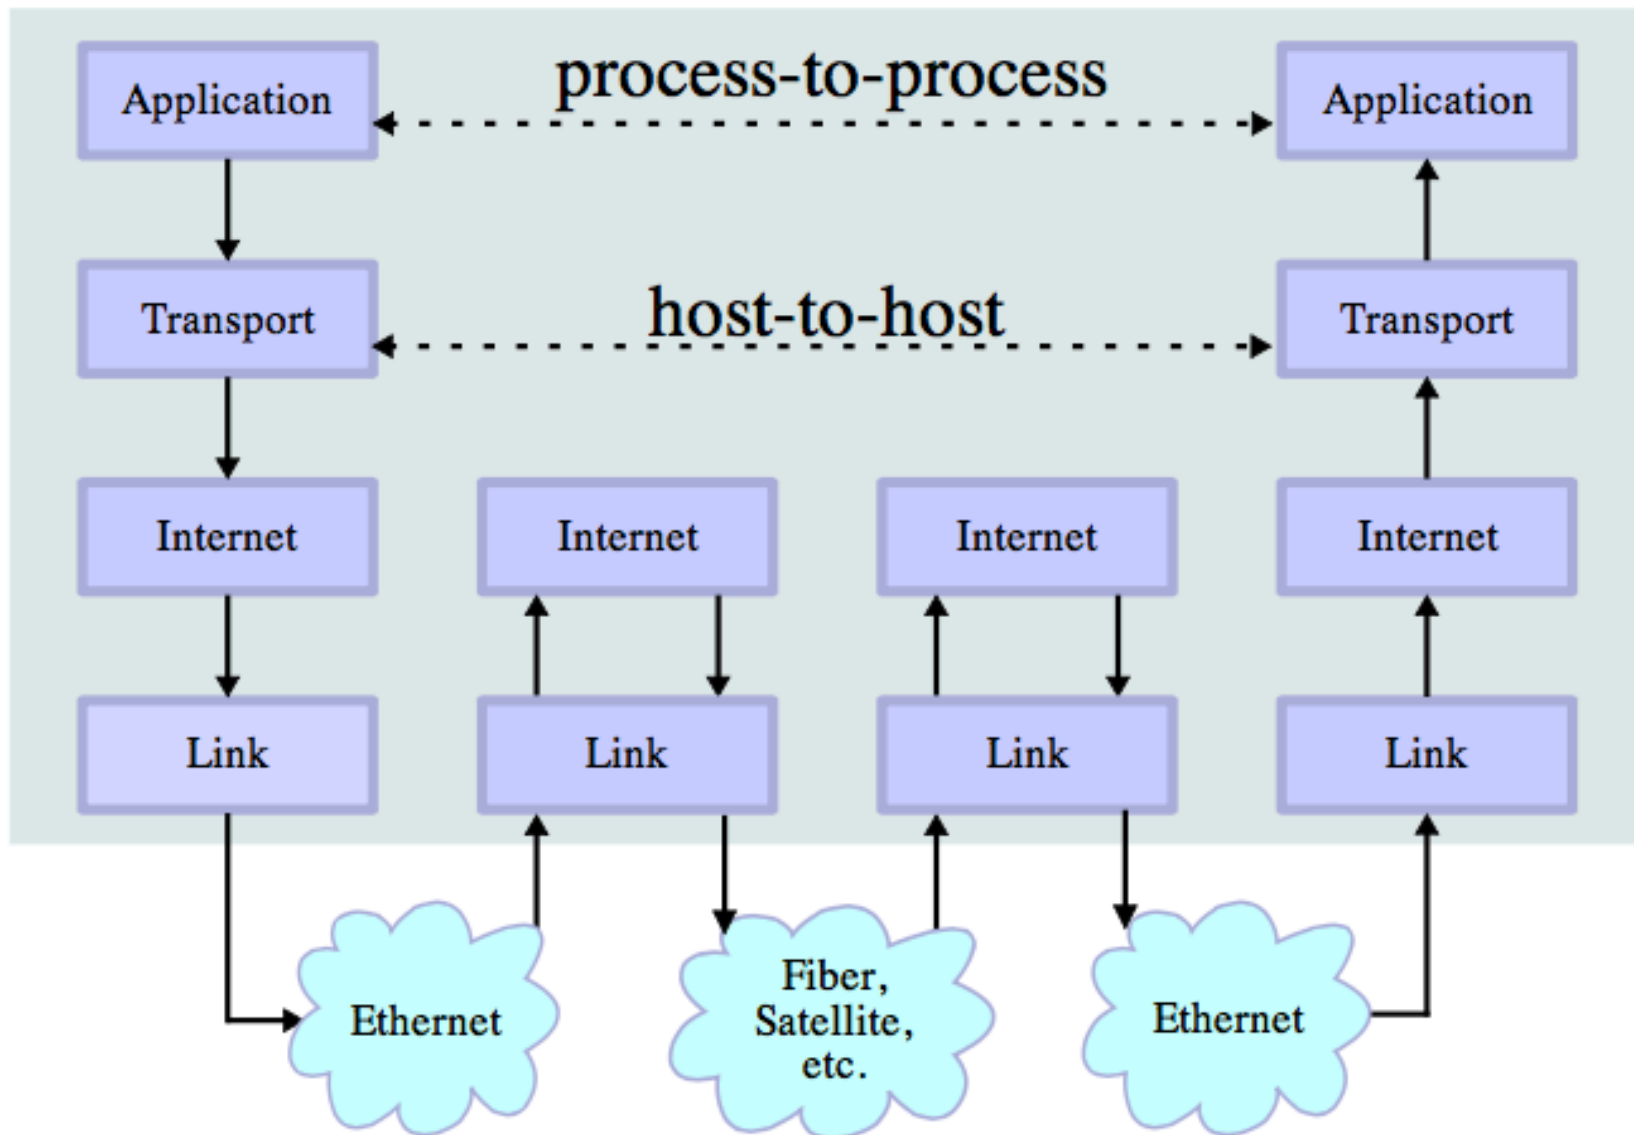 Application
process-to-process
Application
Transport
host-to-host
Transport
Internet
Internet
Internet
Internet
Link
Link
Link
Link
Ethernet
Fiber,
Satellite,
etc.
Ethernet